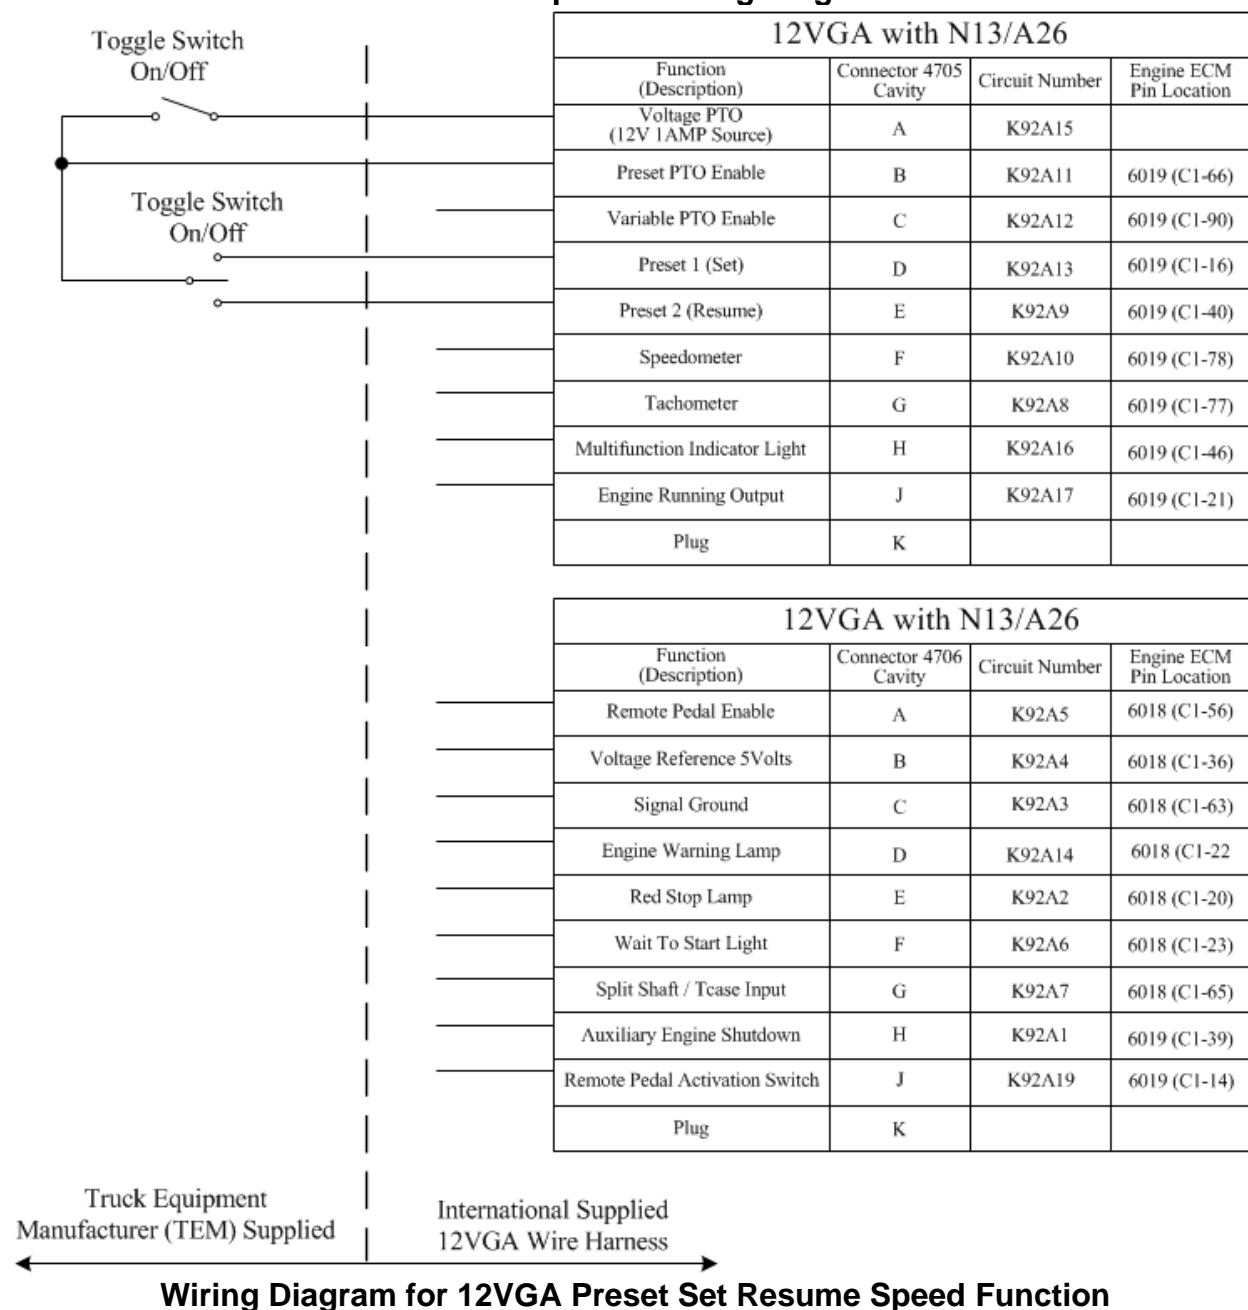 Toggle Switch
On/Off
Toggle Switch
On/Off
12VGA with N13/A26
Function (Description) Connector 4705 Cavity Circuit Number Engine ECM Pin Location
Voltage PTO (12V 1AMP Source) A K92A15
Preset PTO Enable B K92A11 6019 (C1-66)
Variable PTO Enable C K92A12 6019 (C1-90)
Preset 1 (Set) D K92A13 6019 (C1-16)
Preset 2 (Resume) E K92A9 6019 (C1-40)
Speedometer F K92A10 6019 (C1-78)
Tachometer G K92A8 6019 (C1-77)
Multifunction Indicator Light H K92A16 6019 (C1-46)
Engine Running Output J K92A17 6019 (C1-21)
Plug K
12VGA with N13/A26
Function (Description) Connector 4706 Cavity Circuit Number Engine ECM Pin Location
Remote Pedal Enable A K92A5 6018 (C1-56)
Voltage Reference 5Volts B K92A4 6018 (C1-36)
Signal Ground C K92A3 6018 (C1-63)
Engine Warning Lamp D K92A14 6018 (C1-22
Red Stop Lamp E K92A2 6018 (C1-20)
Wait To Start Light F K92A6 6018 (C1-23)
Split Shaft / Tcase Input G K92A7 6018 (C1-65)
Auxiliary Engine Shutdown H K92A1 6019 (C1-39)
Remote Pedal Activation Switch J K92A19 6019 (C1-14)
Plug K
Truck Equipment
Manufacturer (TEM) Supplied
International Supplied
12VGA Wire Harness
Wiring Diagram for 12VGA Preset Set Resume Speed Function